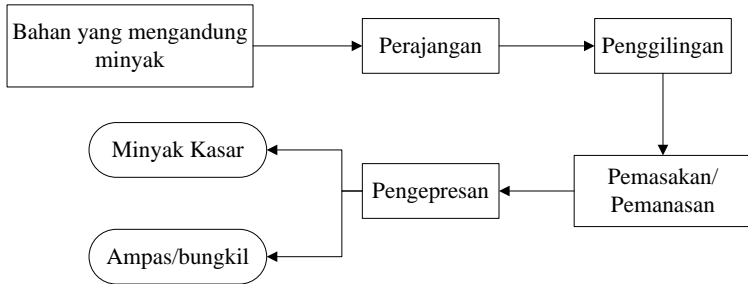 Bahan yang mengandung
minyak
Perajangan
Penggilingan
Pemasakan/
Pemanasan
Pengepresan
Minyak Kasar
Ampas/bungkil